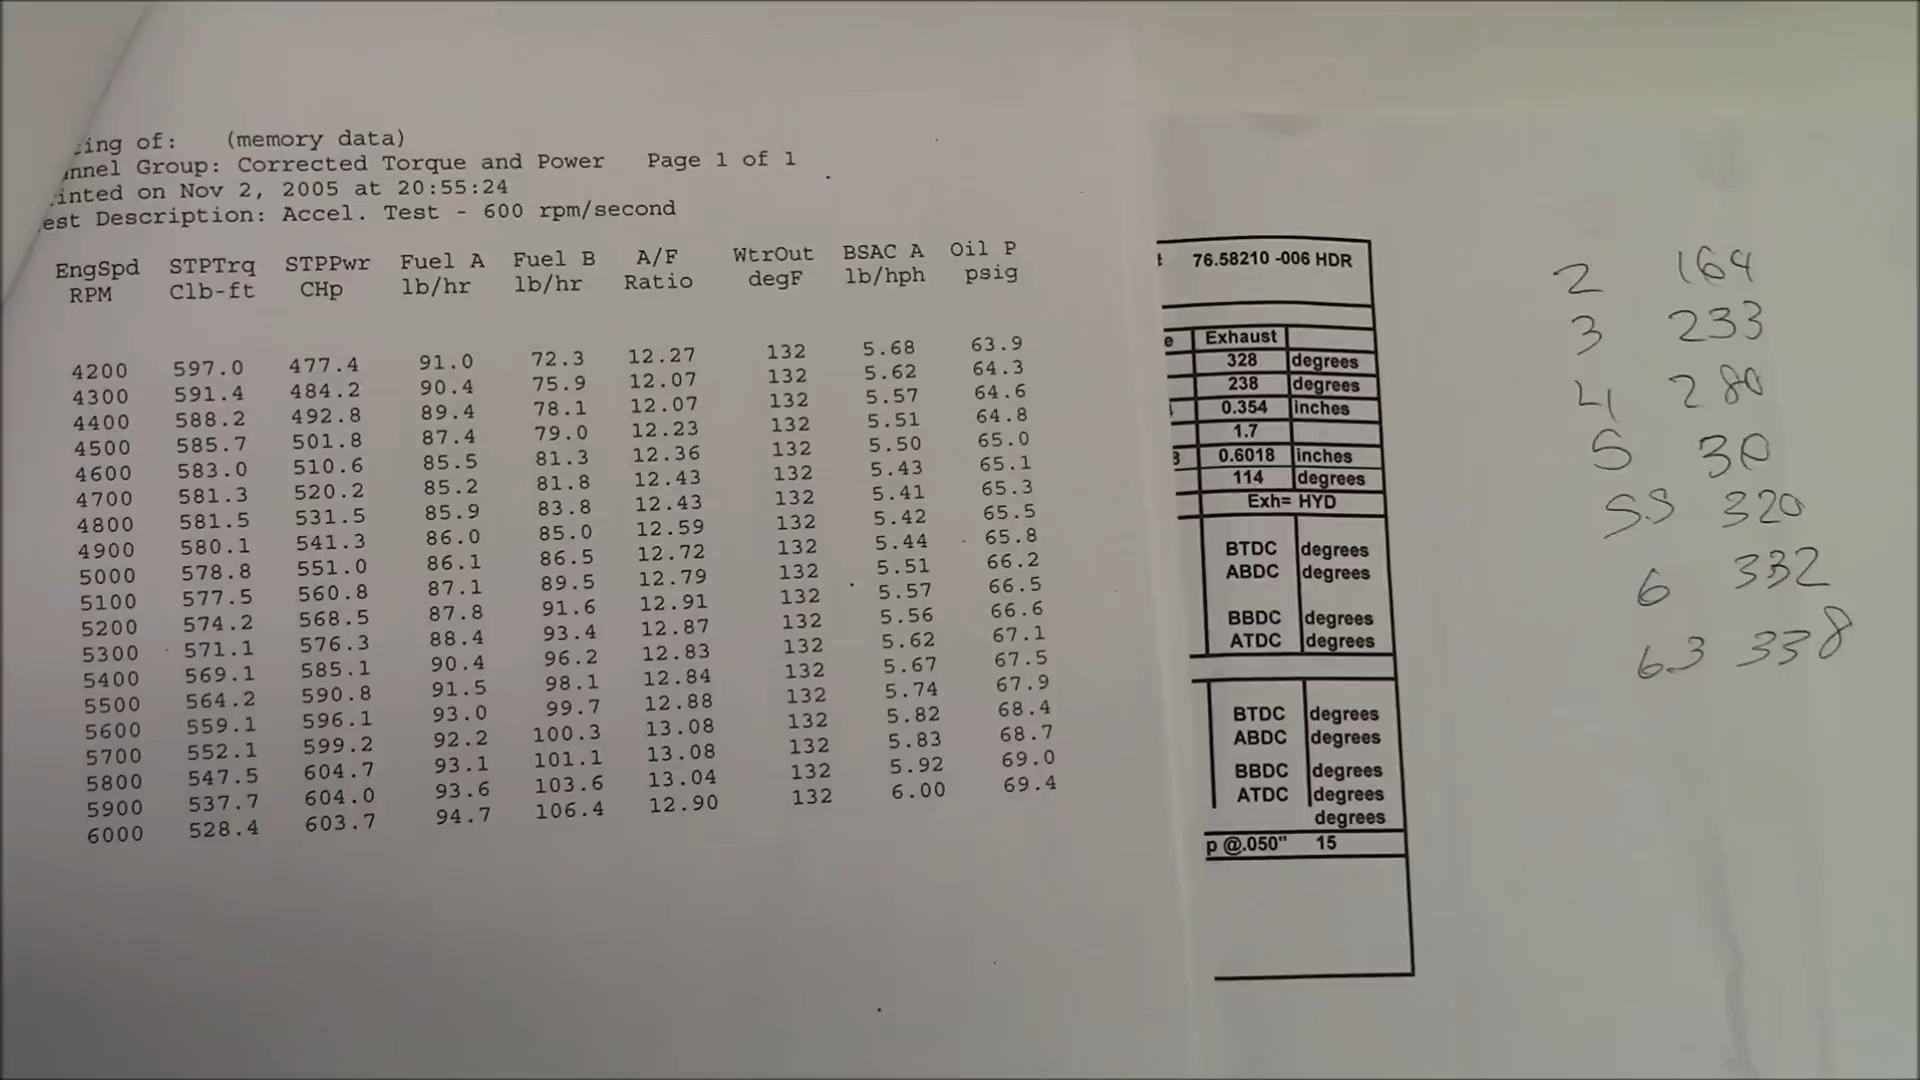 ing of: (memory data)
nnel Group: Corrected Torque and Power Page 1 of 1
inted on Nov 2, 2005 at 20:55:24
est Description: Accel. Test - 600 rpm/second
EngSpd STPTrq STPPwr Fuel A Fuel B A/F WtrOut BSAC A Oil P
RPM Clb-ft CHp lb/hr lb/hr Ratio degF lb/hph psig
4200 597.0 477.4 91.0 72.3 12.27 132 5.68 63.9
4300 591.4 484.2 90.4 75.9 12.07 132 5.62 64.3
4400 588.2 492.8 89.4 78.1 12.07 132 5.57 64.6
4500 585.7 501.8 87.4 79.0 12.23 132 5.51 64.8
4600 583.0 510.6 85.5 81.3 12.36 132 5.50 65.0
4700 581.3 520.2 85.2 81.8 12.43 132 5.43 65.1
4800 581.5 531.5 85.9 83.8 12.43 132 5.41 65.3
4900 580.1 541.3 86.0 85.0 12.59 132 5.42 65.5
5000 578.8 551.0 86.1 86.5 12.72 132 5.44 65.8
5100 577.5 560.8 87.1 89.5 12.79 132 5.51 66.2
5200 574.2 568.5 87.8 91.6 12.91 132 5.57 66.5
5300 571.1 576.3 88.4 93.4 12.87 132 5.56 66.6
5400 569.1 585.1 90.4 96.2 12.83 132 5.62 67.1
5500 564.2 590.8 91.5 98.1 12.84 132 5.67 67.5
5600 559.1 596.1 93.0 99.7 12.88 132 5.74 67.9
5700 552.1 599.2 92.2 100.3 13.08 132 5.82 68.4
5800 547.5 604.7 93.1 101.1 13.08 132 5.83 68.7
5900 537.7 604.0 93.6 103.6 13.04 132 5.92 69.0
6000 528.4 603.7 94.7 106.4 12.90 132 6.00 69.4
76.58210 -006 HDR
e Exhaust
328 degrees
238 degrees
0.354 inches
1.7
3 0.6018 inches
114 degrees
Exh= HYD
BTDC degrees
ABDC degrees
BBDC degrees
ATDC degrees
BTDC degrees
ABDC degrees
BBDC degrees
ATDC degrees
degrees
p @.050" 15
2 164
3 233
4 280
5
5.5 320
6 332
63 338